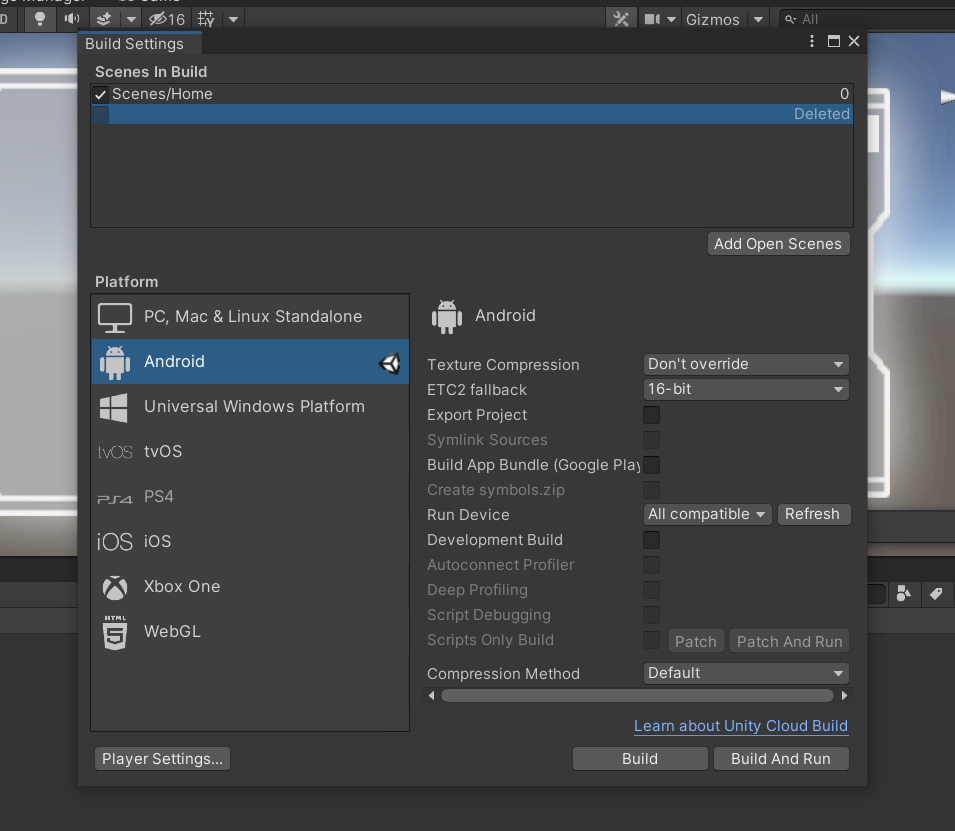 D
16
Gizmos
All
Build Settings
Scenes In Build
Scenes/Home 0
Deleted
Add Open Scenes
Platform
PC, Mac & Linux Standalone
Android
Universal Windows Platform
tvOS tvOS
PS4 PS4
iOS iOS
Xbox One
HTML
5 WebGL
Android
Texture Compression Don't override
ETC2 fallback 16-bit
Export Project
Symlink Sources
Build App Bundle (Google Play
Create symbols.zip
Run Device All compatible Refresh
Development Build
Autoconnect Profiler
Deep Profiling
Script Debugging
Scripts Only Build Patch Patch And Run
Compression Method Default
Learn about Unity Cloud Build
Player Settings... Build Build And Run